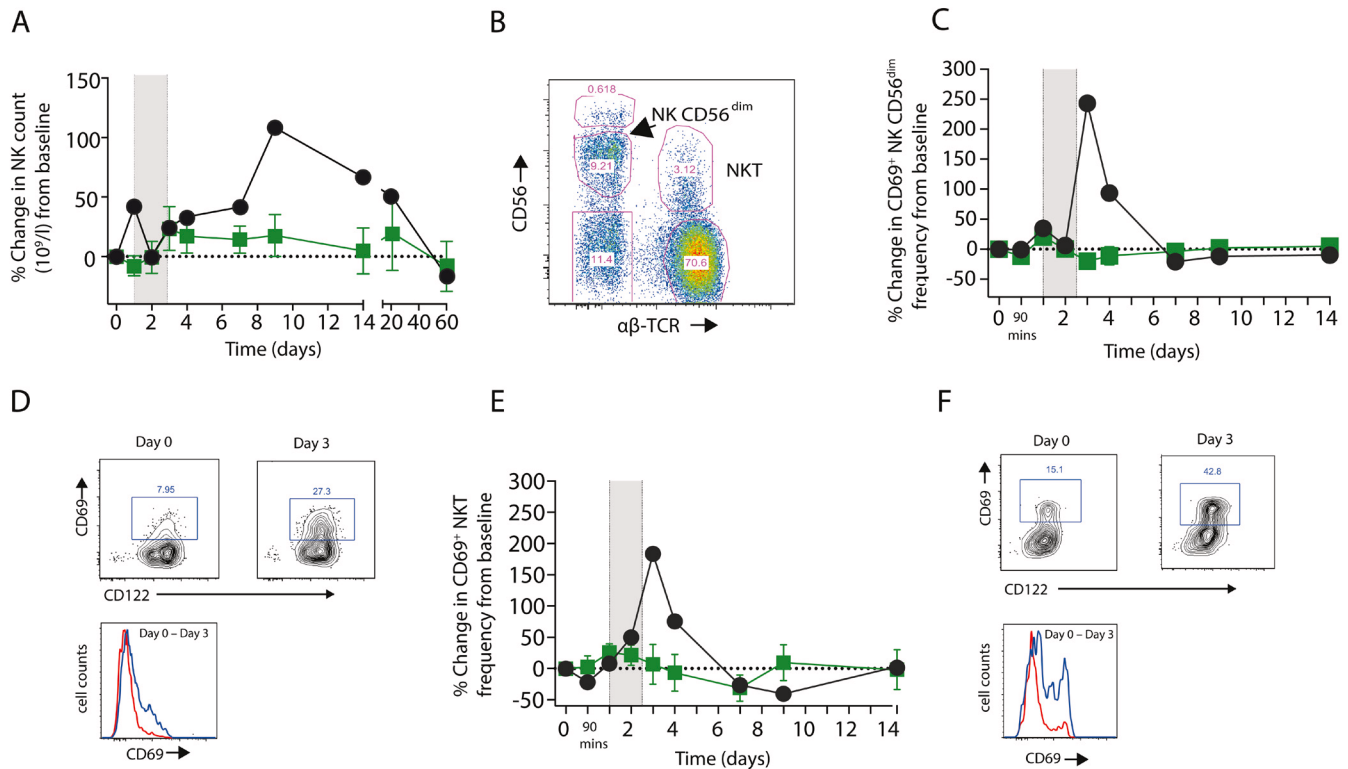 A
% Change in NK count
(10⁹/l) from baseline
150
100
50
0
0 2 4 6 8 10 12 14 20 40 60
Time (days)
B
0.618
NK CD56dim
9.21
3.12
NKT
11.4
70.6
CD56
αβ-TCR
C
% Change in CD69⁺ NK CD56dim
frequency from baseline
300
250
200
150
100
50
0
-50
0 90 2 4 6 8 10 12 14
mins
Time (days)
D
Day 0
Day 3
7.95
27.3
CD69
CD122
Day 0 – Day 3
cell counts
CD69
E
% Change in CD69⁺ NKT
frequency from baseline
300
250
200
150
100
50
0
-50
0 90 2 4 6 8 10 12 14
mins
Time (days)
F
Day 0
Day 3
15.1
42.8
CD69
CD122
Day 0 – Day 3
cell counts
CD69